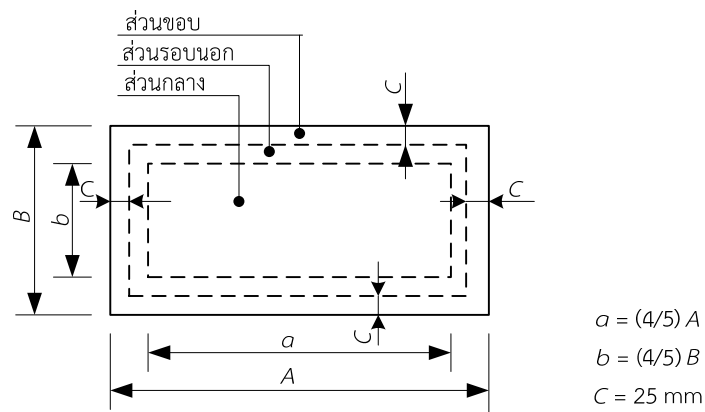 ส่วนขอบ
ส่วนรอบนอก
ส่วนกลาง
C
C
C
B
b
C
a
A
a = (4/5) A
b = (4/5) B
C = 25 mm